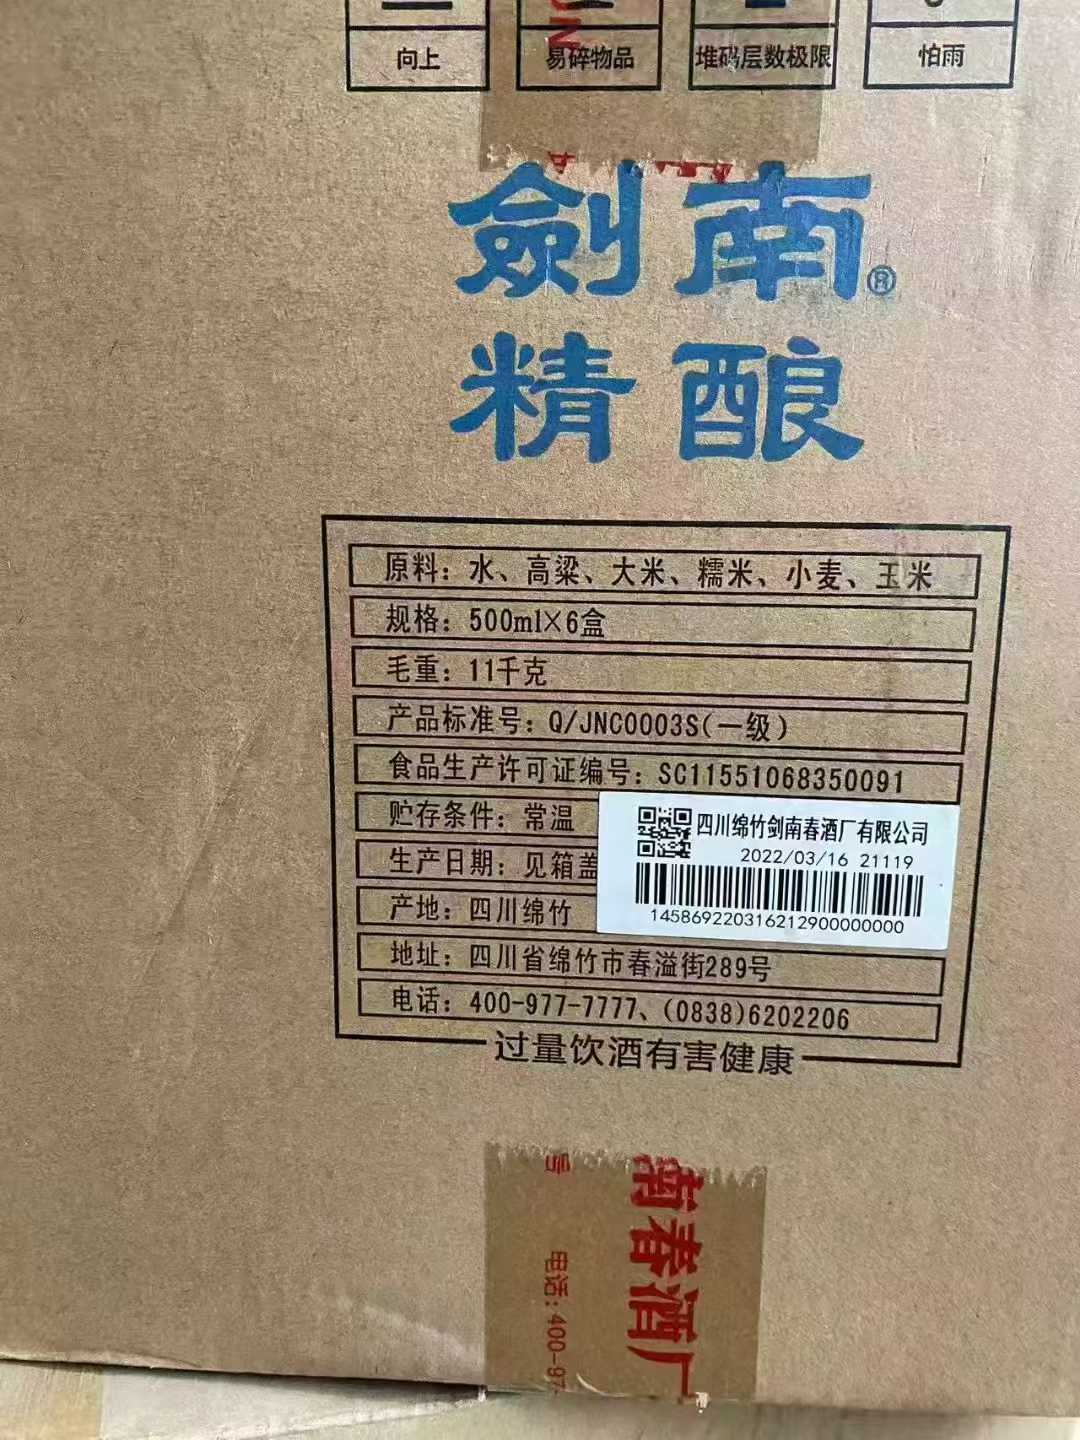 向上
易碎物品
堆码层数极限
怕雨
劍南®
精酿
原料：水、高粱、大米、糯米、小麦、玉米
规格：500ml×6盒
毛重：11千克
产品标准号：Q/JNC0003S(一级)
食品生产许可证编号：SC11551068350091
贮存条件：常温
生产日期：见箱盖
产地：四川绵竹
四川绵竹剑南春酒厂有限公司
2022/03/16 21119
145869220316212900000000
地址：四川省绵竹市春溢街289号
电话：400-977-7777、(0838)6202206
过量饮酒有害健康
南春酒厂
号 电话：400-97